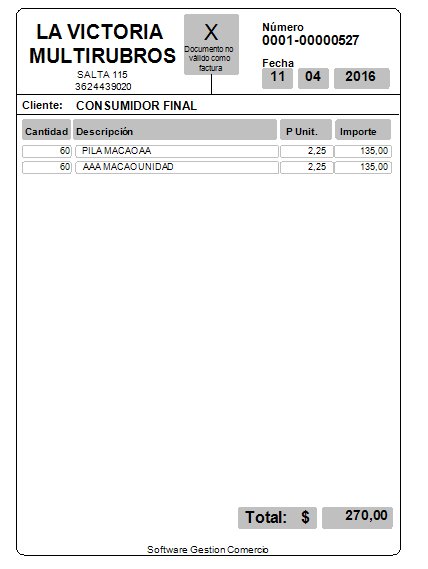 LA VICTORIA
MULTIRUBROS
SALTA 115
3624439020
X
Documento no
válido como
factura
Número
0001-00000527
Fecha
11 04 2016
Cliente: CONSUMIDOR FINAL
Cantidad Descripción P Unit. Importe
60 PILA MACAO AA 2,25 135,00
60 AAA MACAO UNIDAD 2,25 135,00
Total: $ 270,00
Software Gestion Comercio